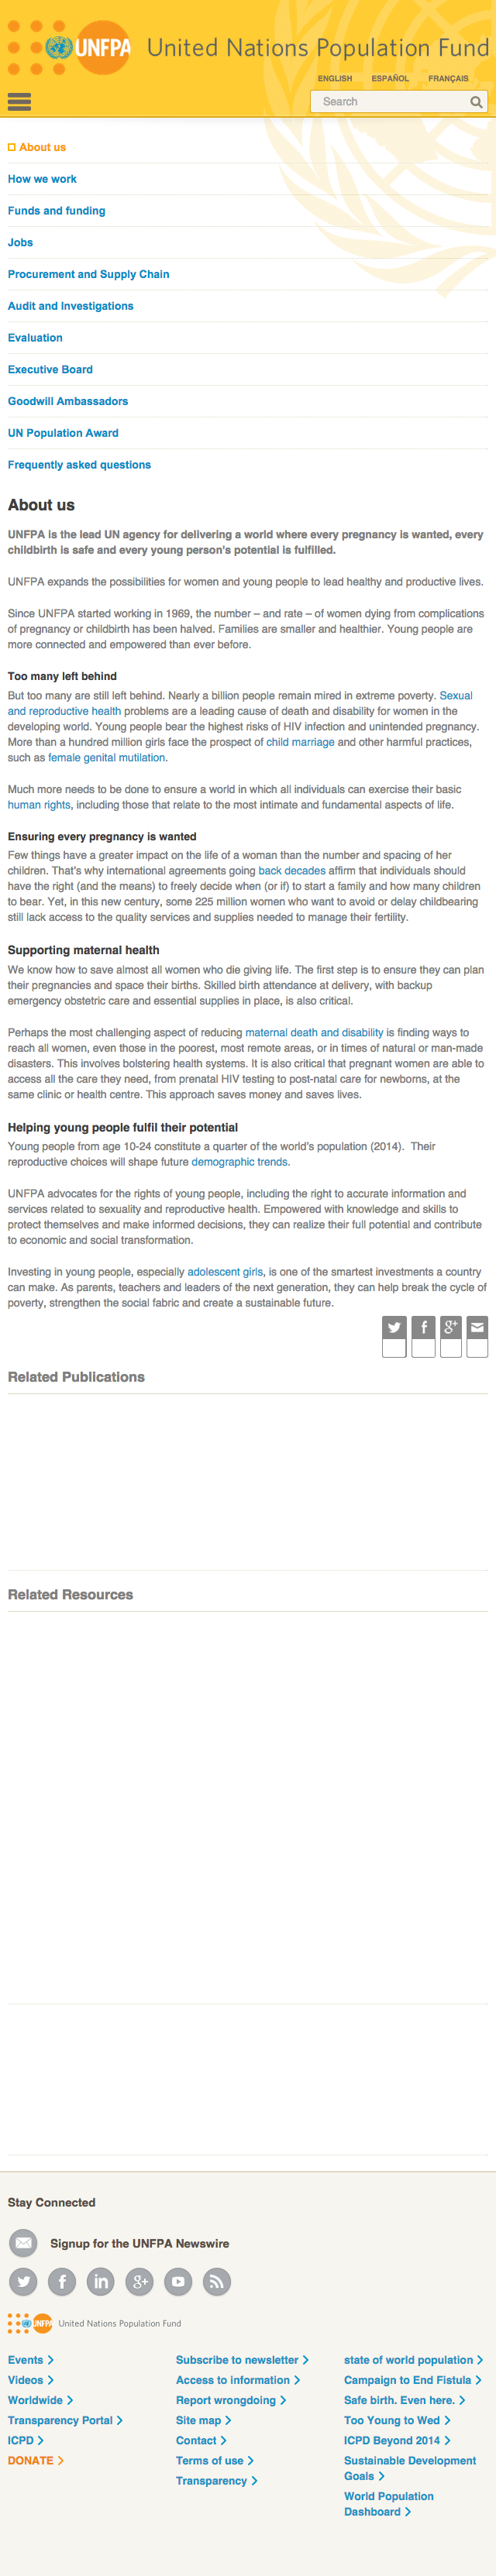 UNFPA
United Nations Population Fund
ENGLISH ESPAÑOL FRANÇAIS
Search
About us
How we work
Funds and funding
Jobs
Procurement and Supply Chain
Audit and Investigations
Evaluation
Executive Board
Goodwill Ambassadors
UN Population Award
Frequently asked questions
About us
UNFPA is the lead UN agency for delivering a world where every pregnancy is wanted, every
childbirth is safe and every young person's potential is fulfilled.
UNFPA expands the possibilities for women and young people to lead healthy and productive lives.
Since UNFPA started working in 1969, the number – and rate – of women dying from complications
of pregnancy or childbirth has been halved. Families are smaller and healthier. Young people are
more connected and empowered than ever before.
Too many left behind
But too many are still left behind. Nearly a billion people remain mired in extreme poverty. Sexual
and reproductive health problems are a leading cause of death and disability for women in the
developing world. Young people bear the highest risks of HIV infection and unintended pregnancy.
More than a hundred million girls face the prospect of child marriage and other harmful practices,
such as female genital mutilation.
Much more needs to be done to ensure a world in which all individuals can exercise their basic
human rights, including those that relate to the most intimate and fundamental aspects of life.
Ensuring every pregnancy is wanted
Few things have a greater impact on the life of a woman than the number and spacing of her
children. That's why international agreements going back decades affirm that individuals should
have the right (and the means) to freely decide when (or if) to start a family and how many children
to bear. Yet, in this new century, some 225 million women who want to avoid or delay childbearing
still lack access to the quality services and supplies needed to manage their fertility.
Supporting maternal health
We know how to save almost all women who die giving life. The first step is to ensure they can plan
their pregnancies and space their births. Skilled birth attendance at delivery, with backup
emergency obstetric care and essential supplies in place, is also critical.
Perhaps the most challenging aspect of reducing maternal death and disability is finding ways to
reach all women, even those in the poorest, most remote areas, or in times of natural or man-made
disasters. This involves bolstering health systems. It is also critical that pregnant women are able to
access all the care they need, from prenatal HIV testing to post-natal care for newborns, at the
same clinic or health centre. This approach saves money and saves lives.
Helping young people fulfil their potential
Young people from age 10-24 constitute a quarter of the world's population (2014). Their
reproductive choices will shape future demographic trends.
UNFPA advocates for the rights of young people, including the right to accurate information and
services related to sexuality and reproductive health. Empowered with knowledge and skills to
protect themselves and make informed decisions, they can realize their full potential and contribute
to economic and social transformation.
Investing in young people, especially adolescent girls, is one of the smartest investments a country
can make. As parents, teachers and leaders of the next generation, they can help break the cycle of
poverty, strengthen the social fabric and create a sustainable future.
Related Publications
Related Resources
Stay Connected
Signup for the UNFPA Newswire
UNFPA United Nations Population Fund
Events
Videos
Worldwide
Transparency Portal
ICPD
DONATE
Subscribe to newsletter
Access to information
Report wrongdoing
Site map
Contact
Terms of use
Transparency
state of world population
Campaign to End Fistula
Safe birth. Even here.
Too Young to Wed
ICPD Beyond 2014
Sustainable Development
Goals
World Population
Dashboard